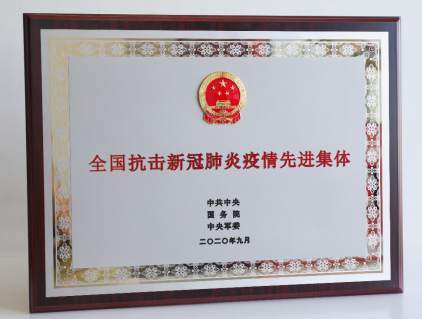 全国抗击新冠肺炎疫情先进集体
中共中央
国务院
中央军委
二〇二〇年九月